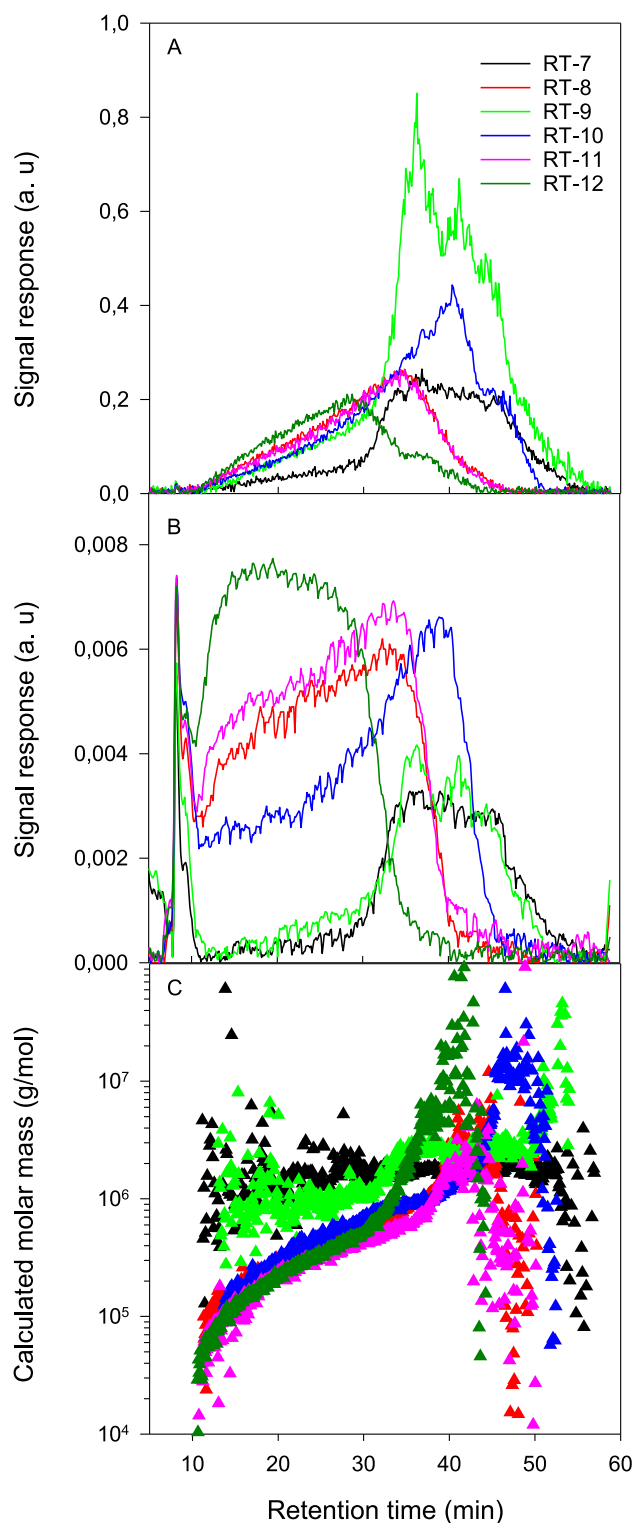 A
1,0
0,8
0,6
0,4
0,2
0,0
Signal response (a. u)
RT-7
RT-8
RT-9
RT-10
RT-11
RT-12
B
0,008
0,006
0,004
0,002
0,000
Signal response (a. u)
C
10⁷
10⁶
10⁵
10⁴
Calculated molar mass (g/mol)
10 20 30 40 50 60
Retention time (min)